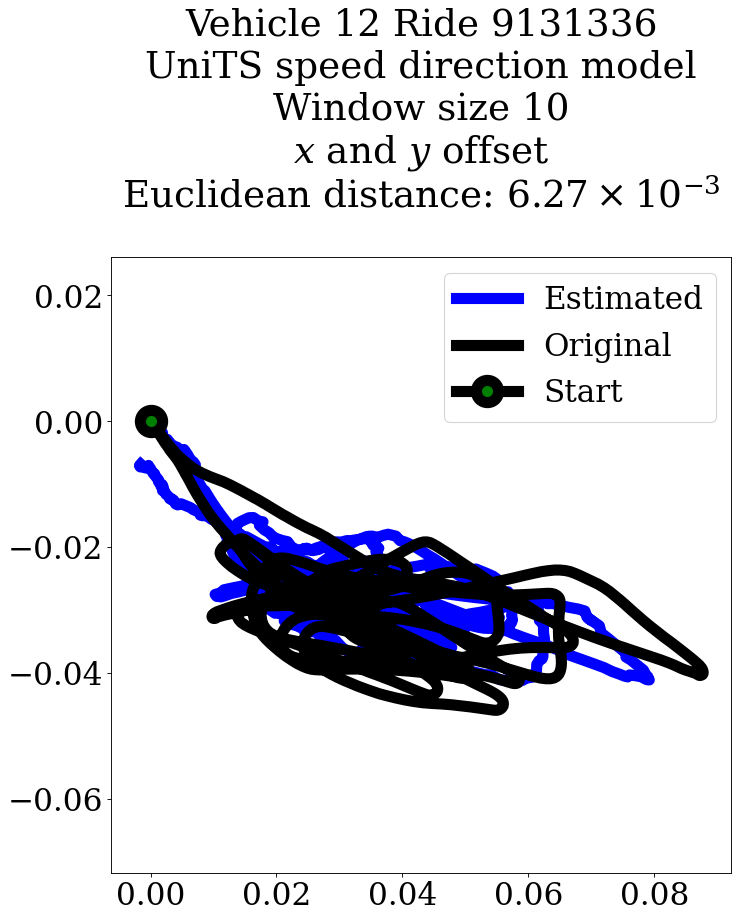 Vehicle 12 Ride 9131336
UniTS speed direction model
Window size 10
x and y offset
Euclidean distance: 6.27 × 10⁻³
Estimated
Original
Start
0.02
0.00
−0.02
−0.04
−0.06
0.00 0.02 0.04 0.06 0.08